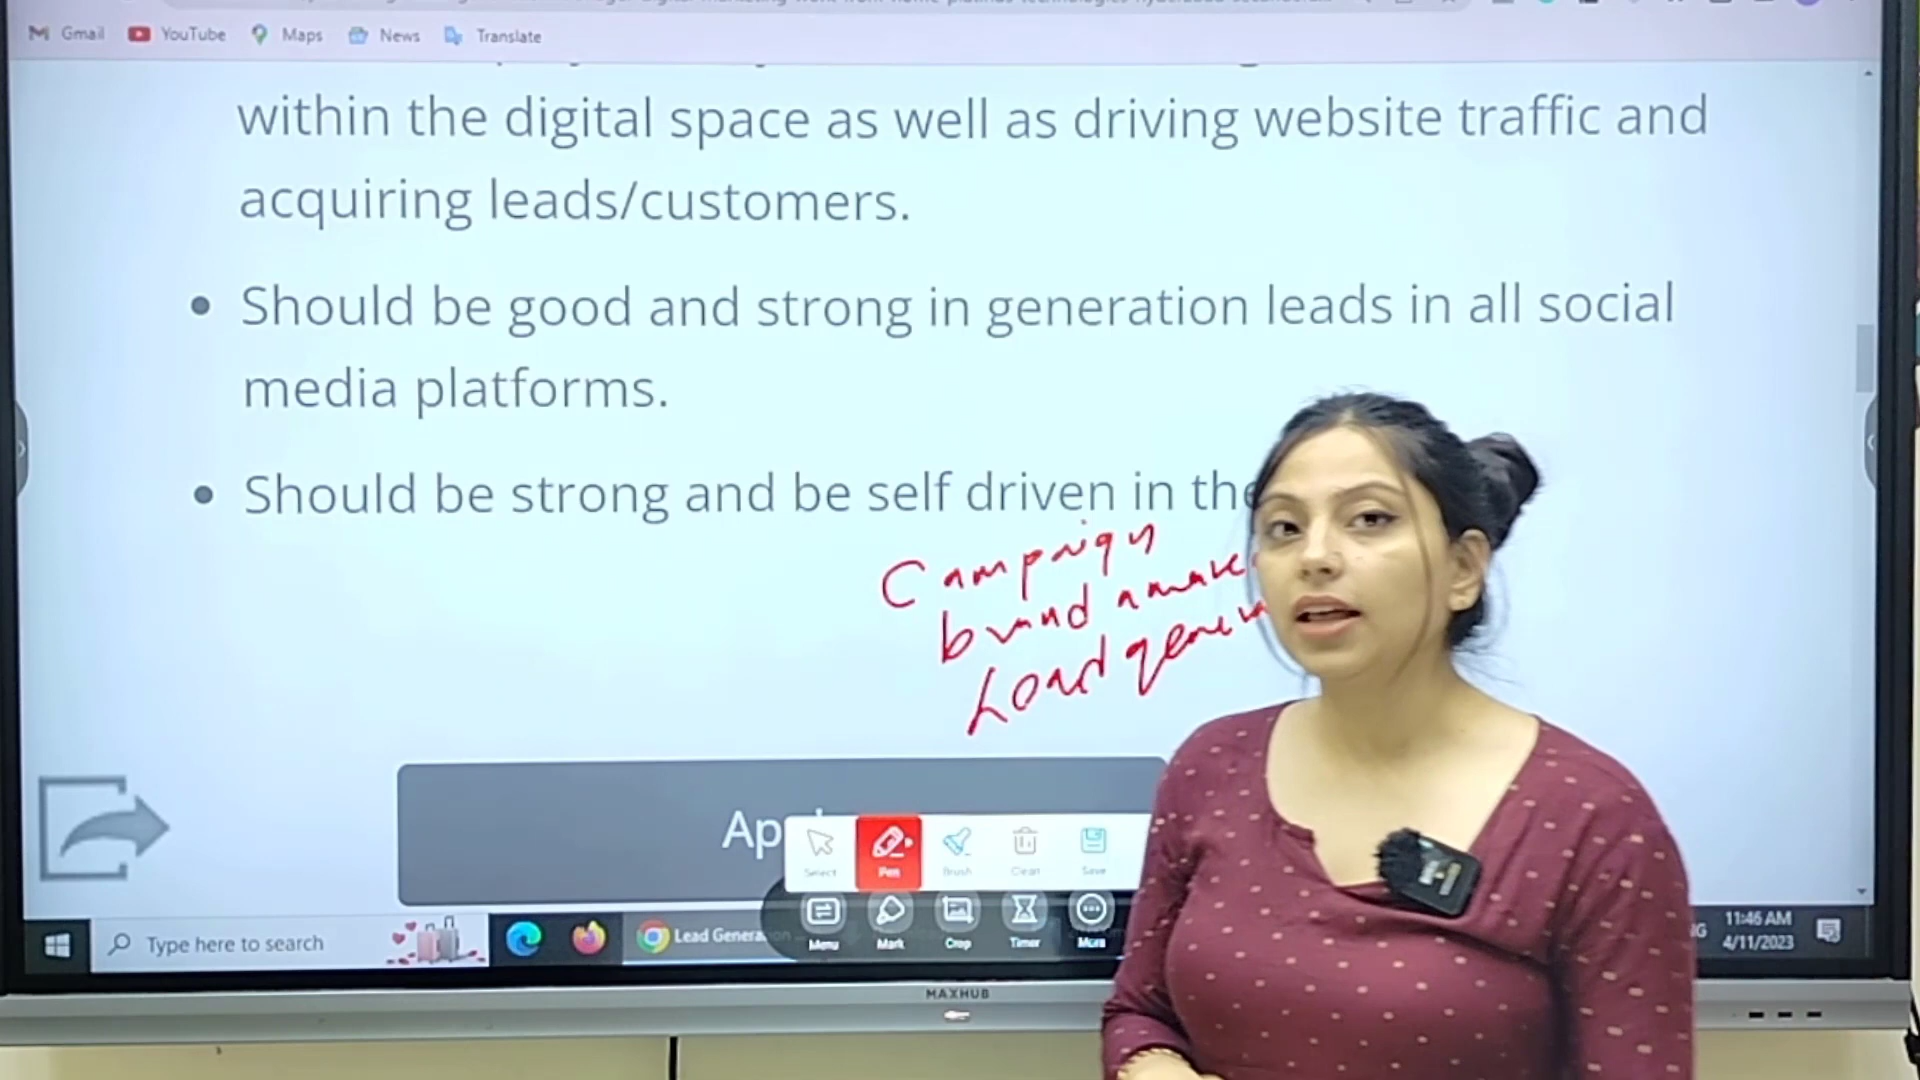 Gmail YouTube Maps News Translate
within the digital space as well as driving website traffic and
acquiring leads/customers.
• Should be good and strong in generation leads in all social
media platforms.
• Should be strong and be self driven in the
Campaign
brand
Lead
Select Pen Brush Clear Save
Menu Mark Crop Timer More
Type here to search
Lead Genera
11:46 AM
4/11/2023
MAXHUB